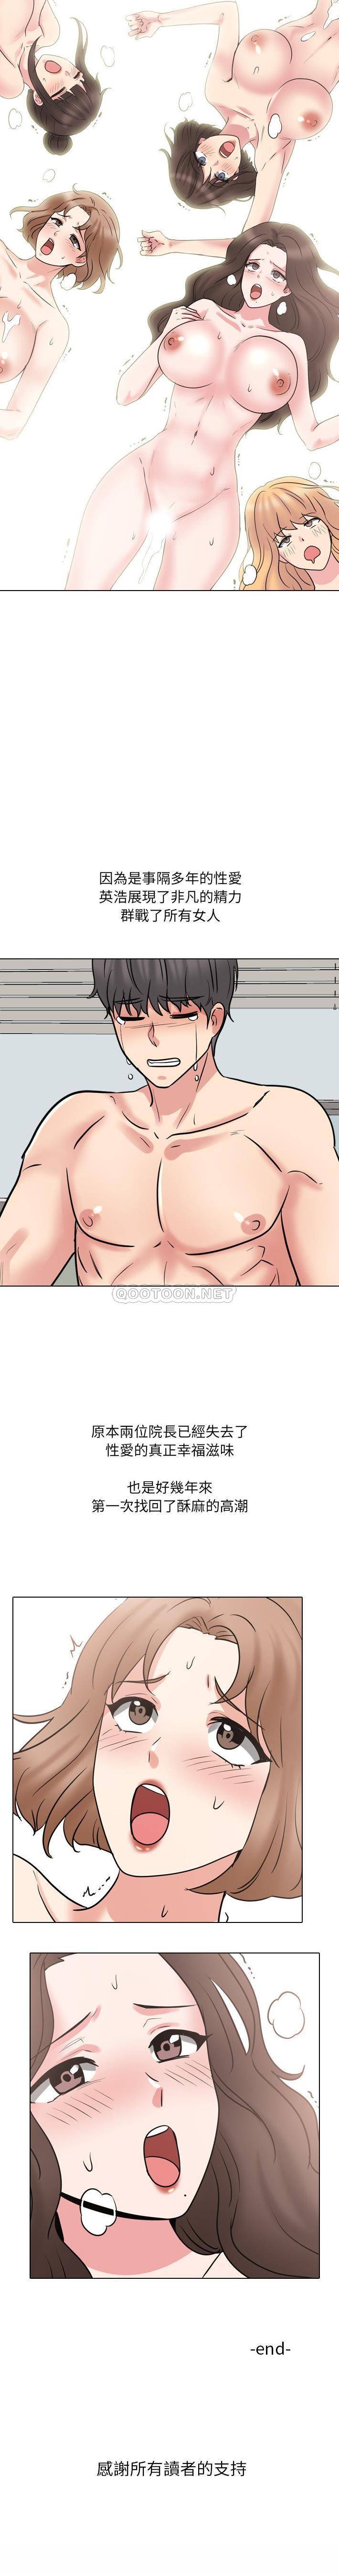 因為是事隔多年的性愛
英浩展現了非凡的精力
群戰了所有女人
QOOTOON.NET
原本兩位院長已經失去了
性愛的真正幸福滋味
也是好幾年來
第一次找回了酥麻的高潮
-end-
感謝所有讀者的支持